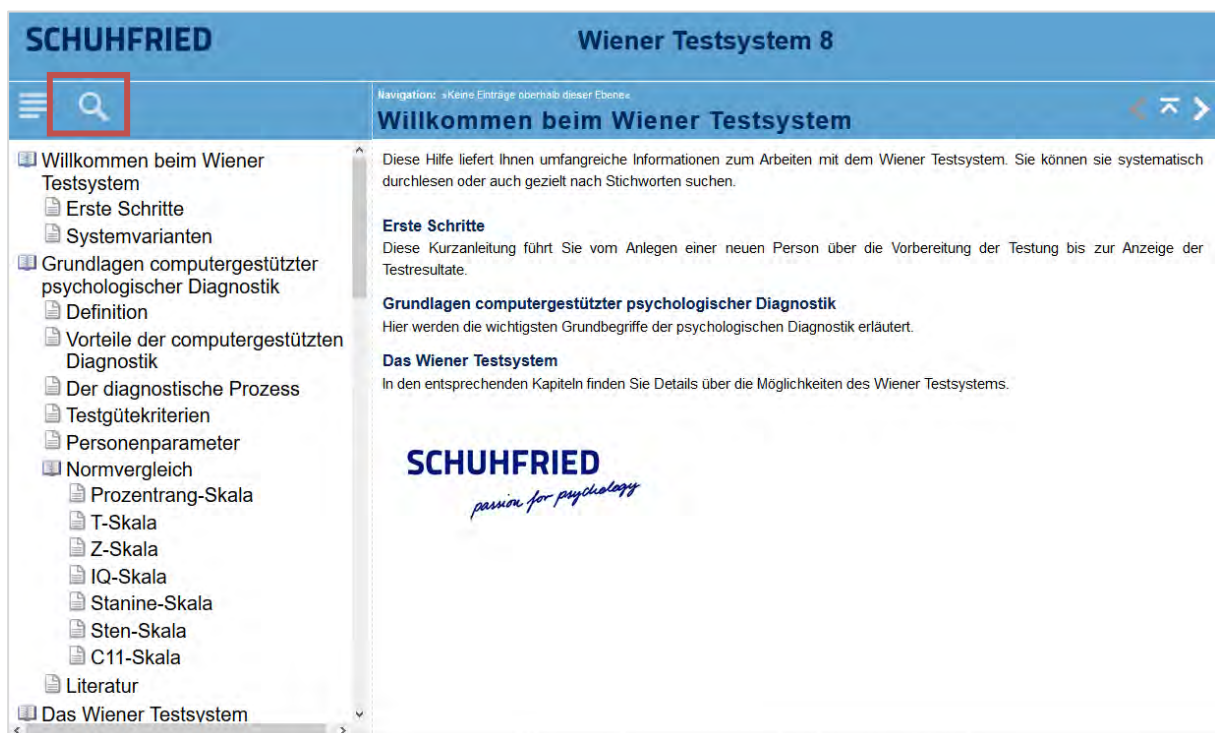 SCHUHFRIED
Wiener Testsystem 8
Navigation: »Keine Einträge oberhalb dieser Ebene«
Willkommen beim Wiener Testsystem
Willkommen beim Wiener
Testsystem
Erste Schritte
Systemvarianten
Grundlagen computergestützter
psychologischer Diagnostik
Definition
Vorteile der computergestützten
Diagnostik
Der diagnostische Prozess
Testgütekriterien
Personenparameter
Normvergleich
Prozentrang-Skala
T-Skala
Z-Skala
IQ-Skala
Stanine-Skala
Sten-Skala
C11-Skala
Literatur
Das Wiener Testsystem
Diese Hilfe liefert Ihnen umfangreiche Informationen zum Arbeiten mit dem Wiener Testsystem. Sie können sie systematisch
durchlesen oder auch gezielt nach Stichworten suchen.
Erste Schritte
Diese Kurzanleitung führt Sie vom Anlegen einer neuen Person über die Vorbereitung der Testung bis zur Anzeige der
Testresultate.
Grundlagen computergestützter psychologischer Diagnostik
Hier werden die wichtigsten Grundbegriffe der psychologischen Diagnostik erläutert.
Das Wiener Testsystem
In den entsprechenden Kapiteln finden Sie Details über die Möglichkeiten des Wiener Testsystems.
SCHUHFRIED
passion for psychology